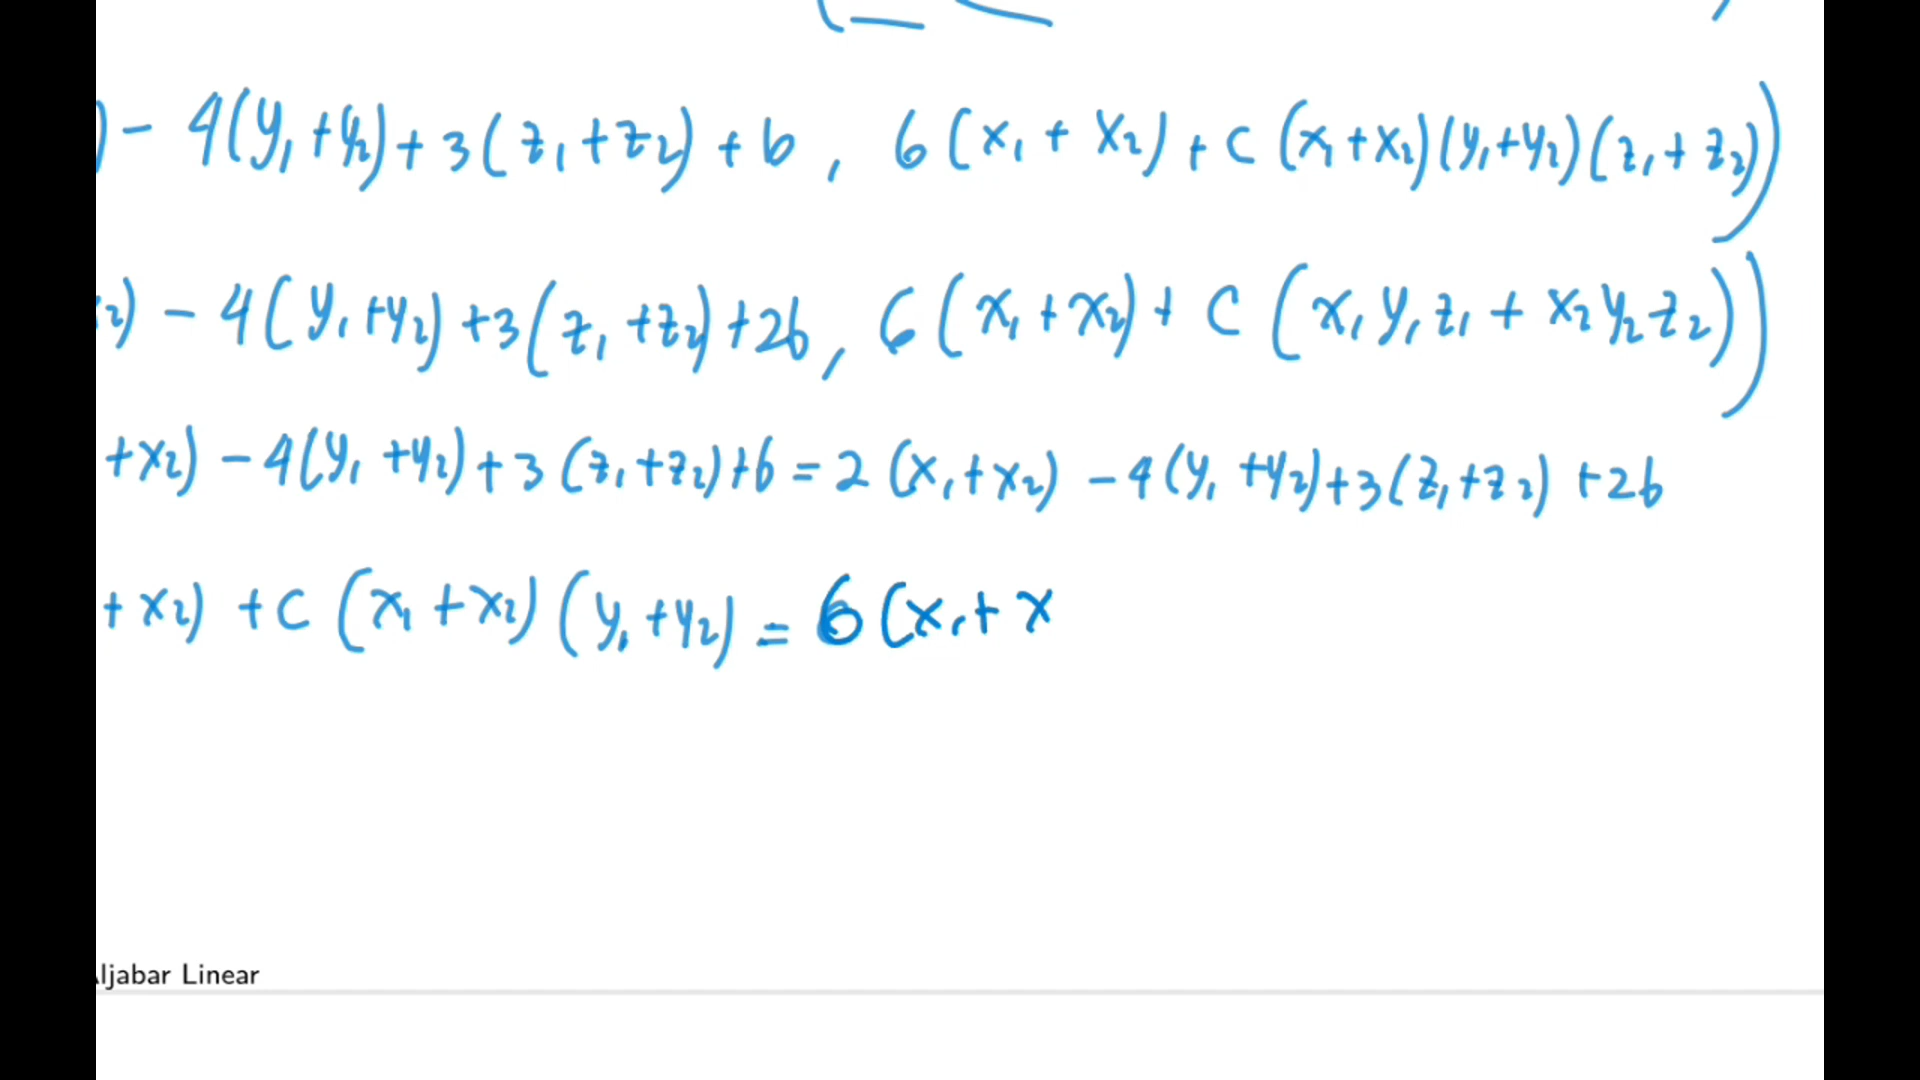 ) - 4(y₁+y₂)+3(z₁+z₂)+b, 6(x₁+x₂)+c(x₁+x₂)(y₁+y₂)(z₁+z₂))
₂) - 4(y₁+y₂)+3(z₁+z₂)+2b, 6(x₁+x₂)+c(x₁y₁z₁+x₂y₂z₂))
+x₂) - 4(y₁+y₂)+3(z₁+z₂)+b = 2(x₁+x₂) - 4(y₁+y₂)+3(z₁+z₂)+2b
+x₂)+c(x₁+x₂)(y₁+y₂) = 6(x₁+x
ljabar Linear